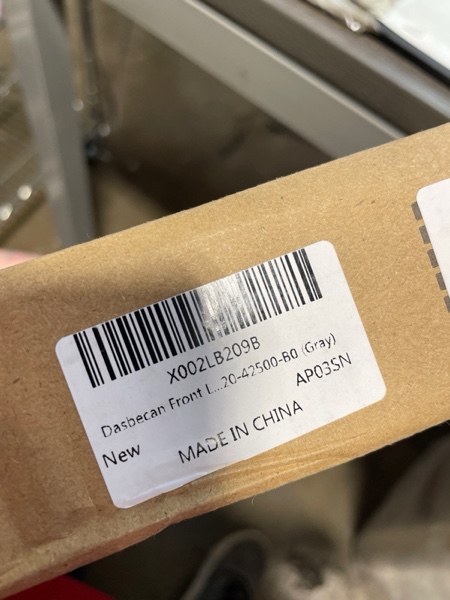 X002LB209B
Dasbecan Front L...20-42500-B0 (Gray)
New
AP03SN
MADE IN CHINA